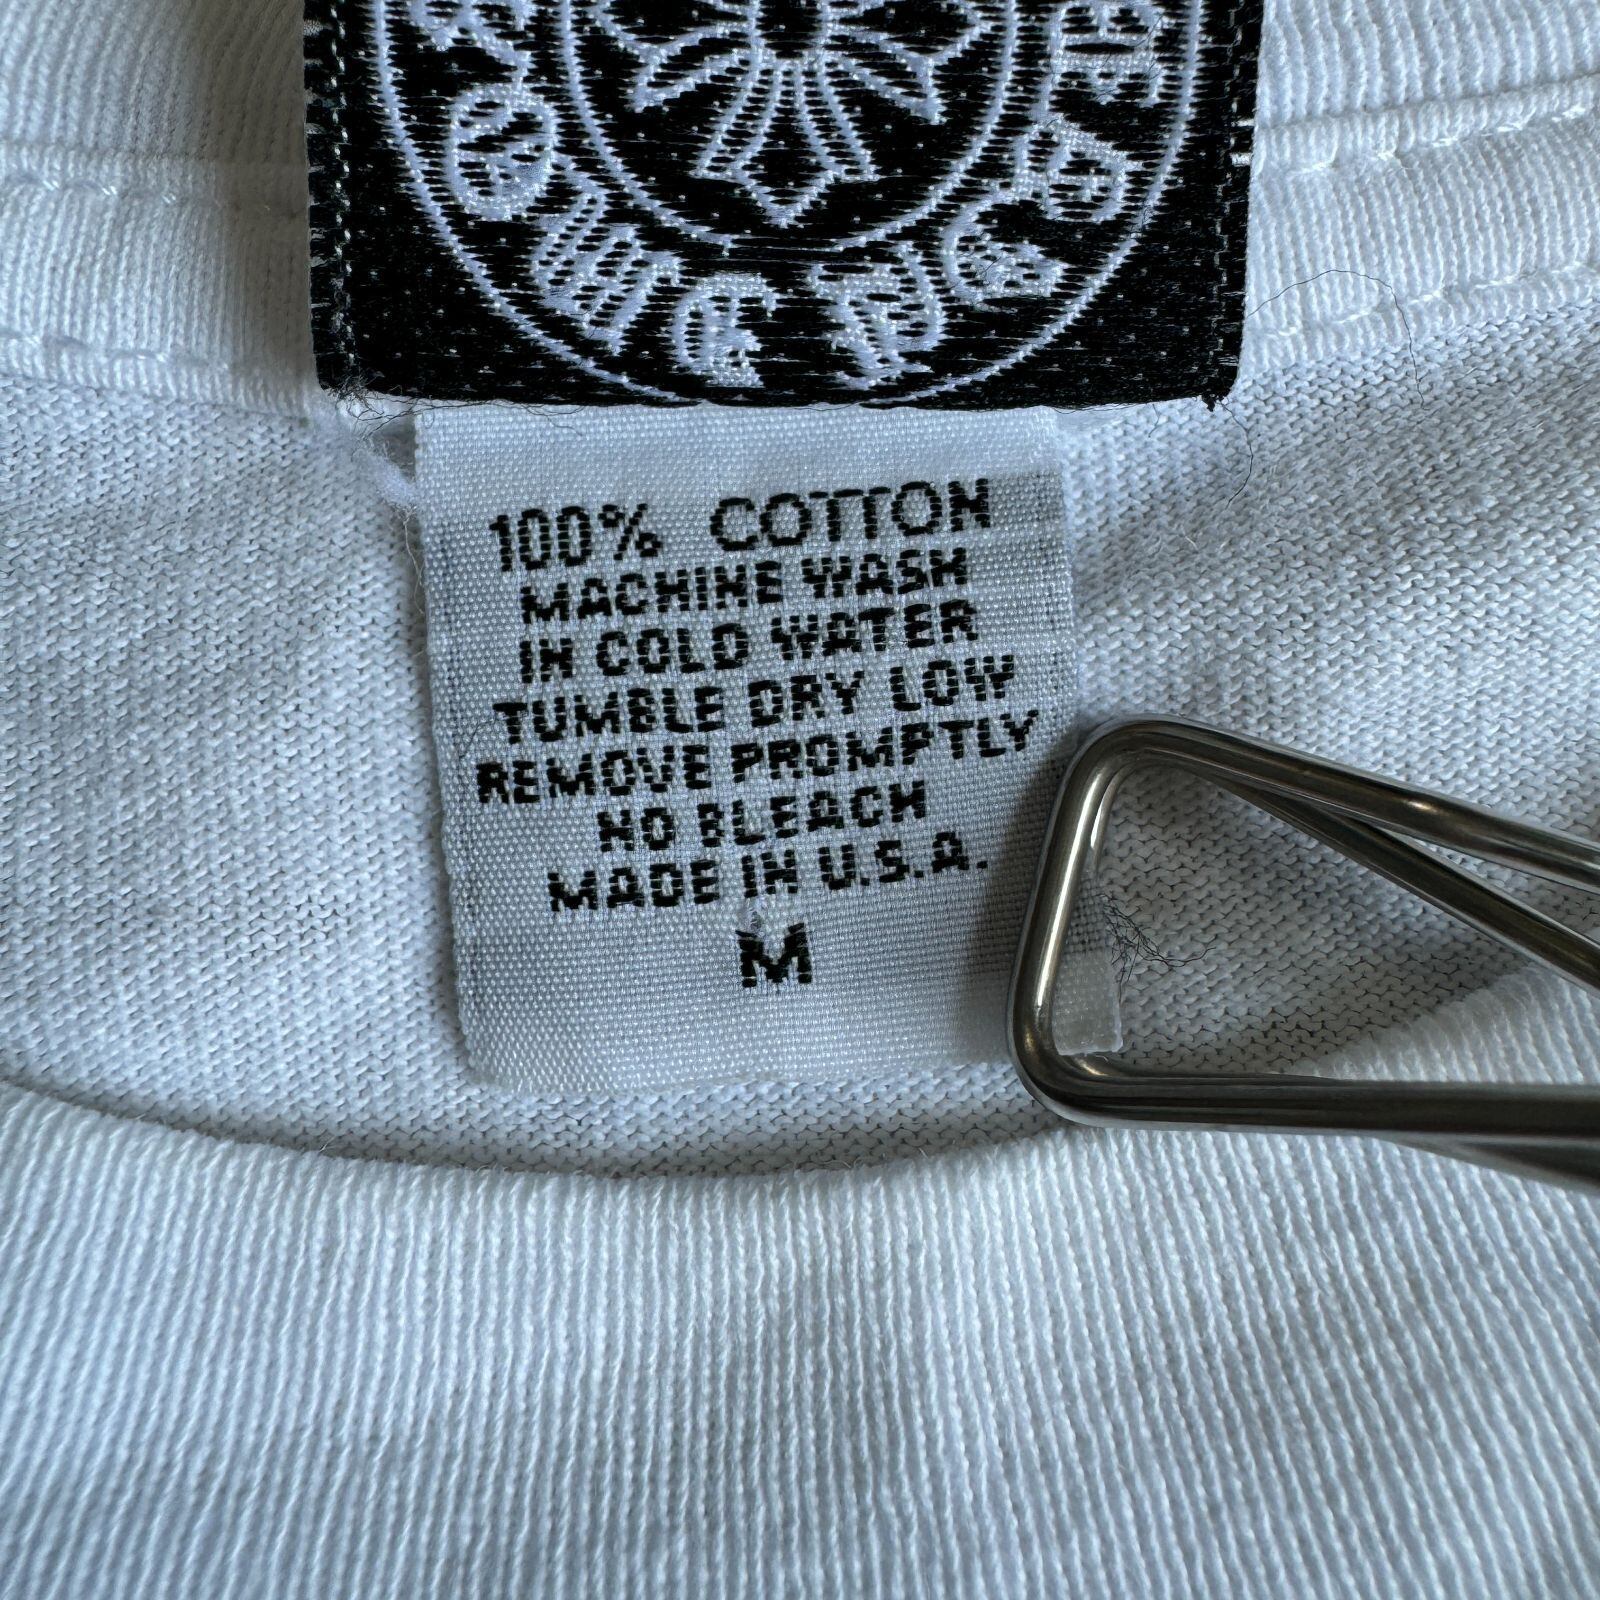 100% COTTON
MACHINE WASH
IN COLD WATER
TUMBLE DRY LOW
REMOVE PROMPTLY
NO BLEACH
MADE IN U.S.A.
M